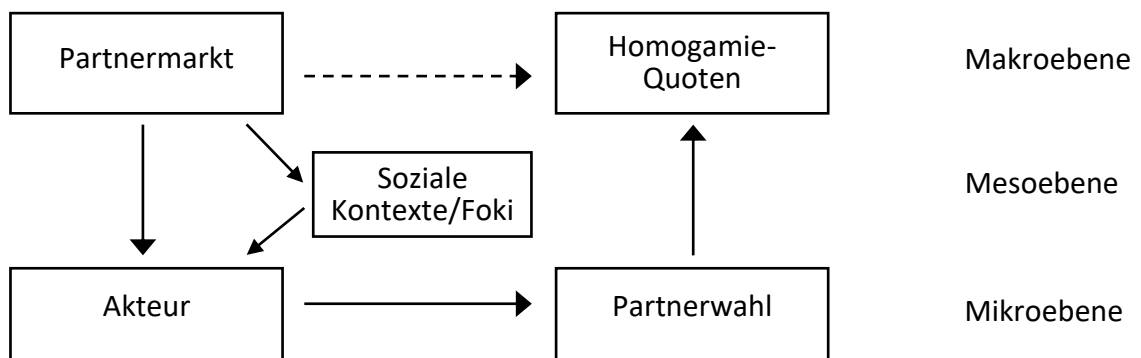 Partnermarkt
Homogamie-
Quoten
Makroebene
Soziale
Kontexte/Foki
Mesoebene
Akteur
Partnerwahl
Mikroebene